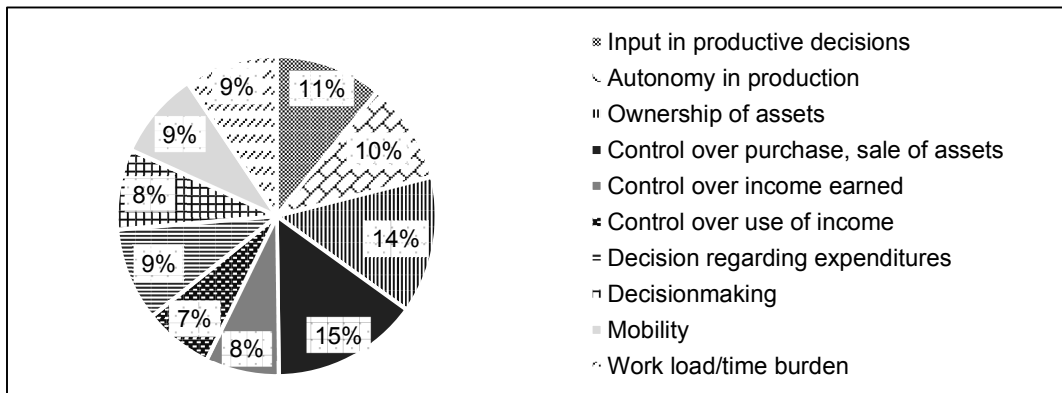 11%
10%
14%
15%
8%
7%
9%
8%
9%
9%
Input in productive decisions
Autonomy in production
Ownership of assets
Control over purchase, sale of assets
Control over income earned
Control over use of income
Decision regarding expenditures
Decisionmaking
Mobility
Work load/time burden